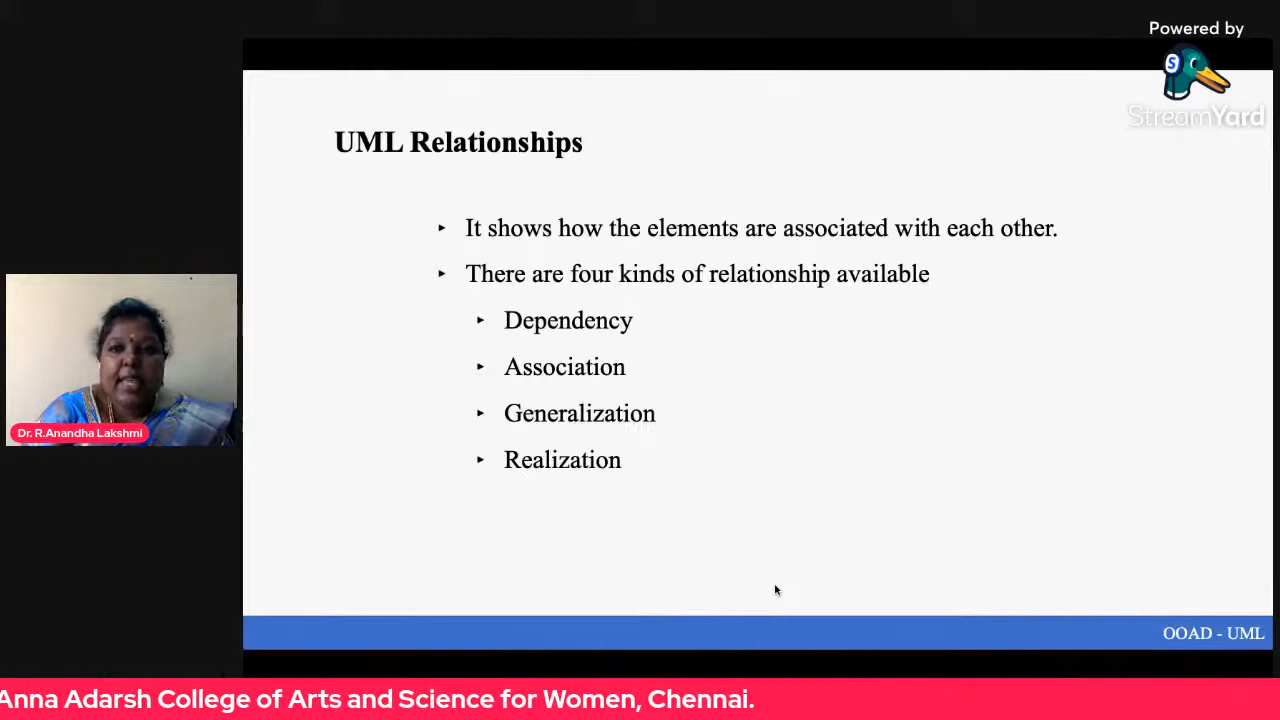 Powered by
StreamYard
UML Relationships
It shows how the elements are associated with each other.
There are four kinds of relationship available
Dependency
Association
Generalization
Realization
Dr. R.Anandha Lakshmi
OOAD - UML
Anna Adarsh College of Arts and Science for Women, Chennai.